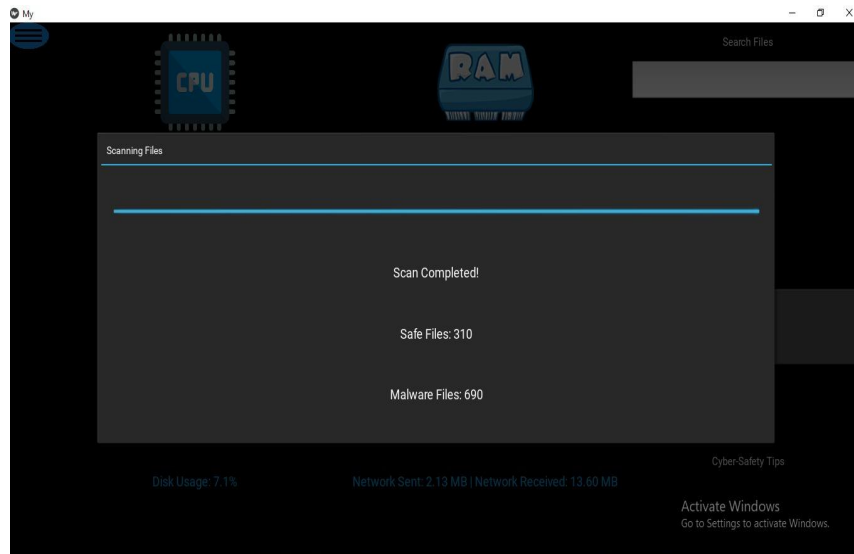 My
CPU
RAM
Search Files
Scanning Files
Scan Completed!
Safe Files: 310
Malware Files: 690
Cyber-Safety Tips
Disk Usage: 7.1%
Network Sent: 2.13 MB | Network Received: 13.60 MB
Activate Windows
Go to Settings to activate Windows.